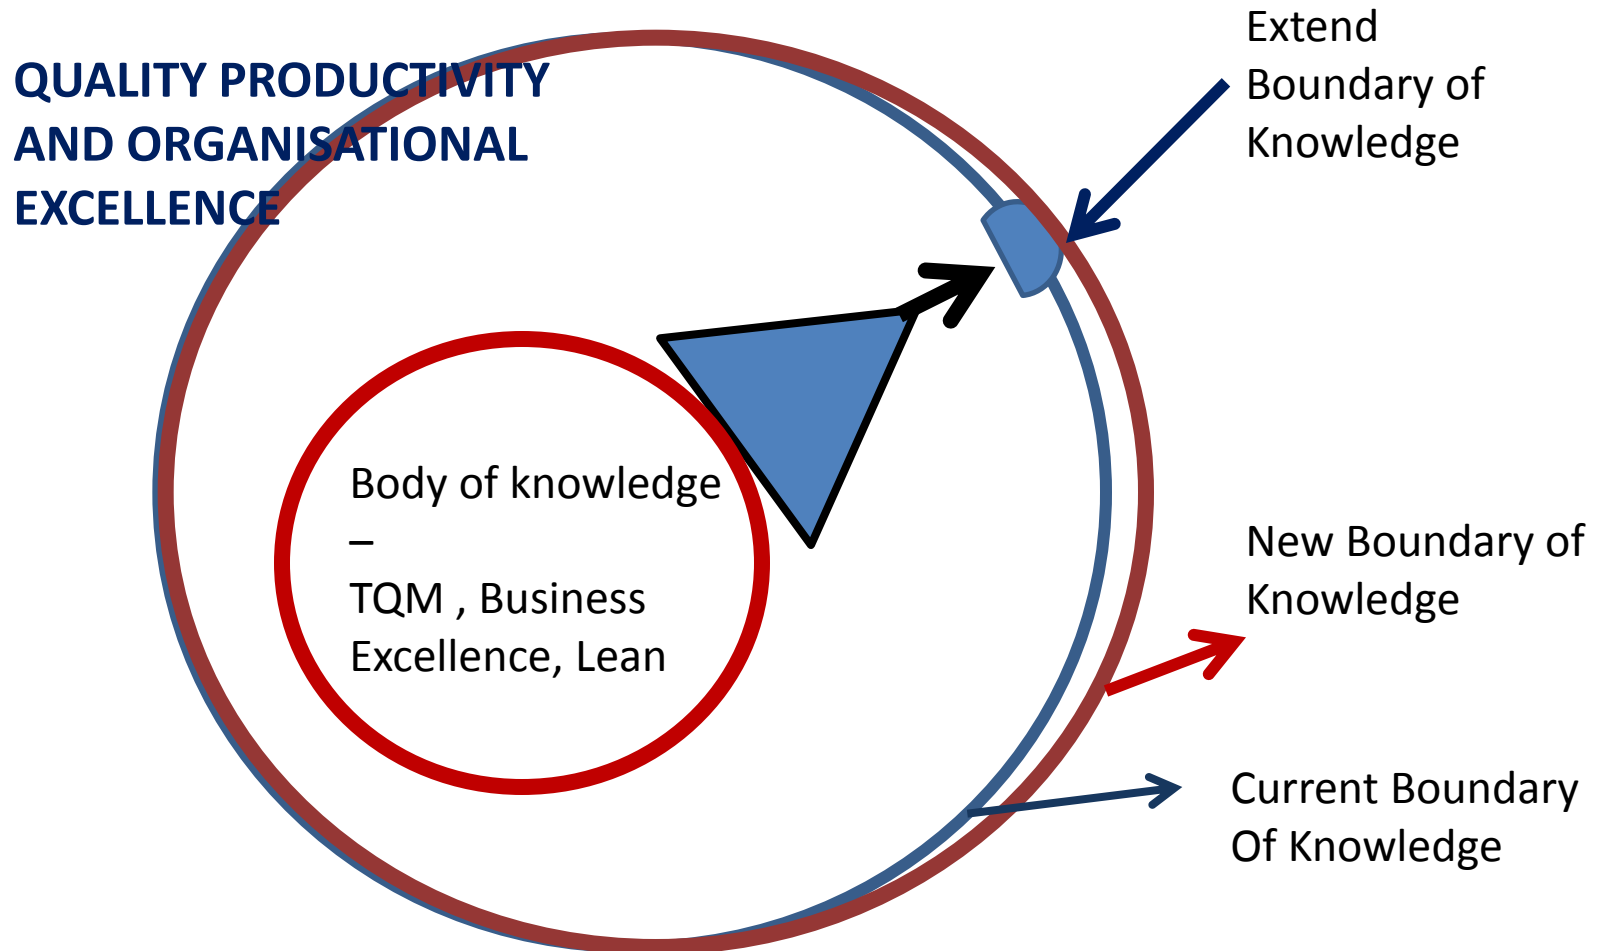 QUALITY PRODUCTIVITY
AND ORGANISATIONAL
EXCELLENCE
Extend
Boundary of
Knowledge
Body of knowledge
–
TQM , Business
Excellence, Lean
New Boundary of
Knowledge
Current Boundary
Of Knowledge